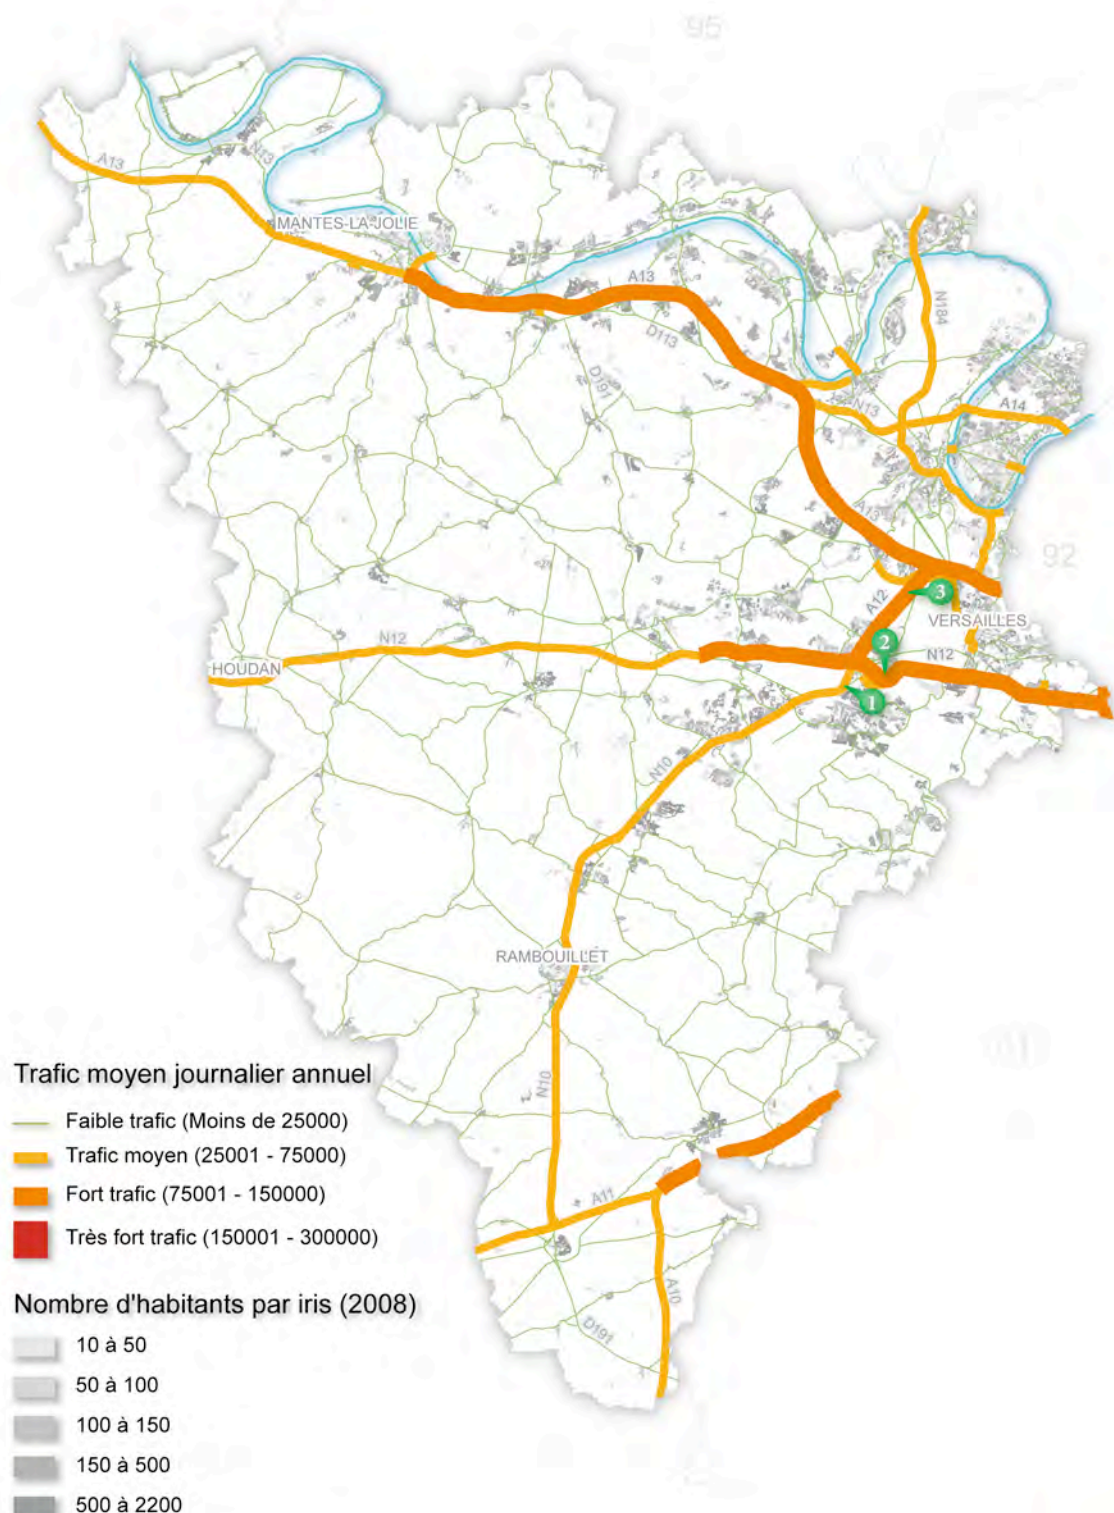 95
A13
N13
MANTES-LA-JOLIE
A13
D113
D191
N184
N13
A14
A13
92
A12
3
VERSAILLES
2
N12
N12
HOUDAN
1
N10
RAMBOUILLET
N10
A11
A10
D191
Trafic moyen journalier annuel
Faible trafic (Moins de 25000)
Trafic moyen (25001 - 75000)
Fort trafic (75001 - 150000)
Très fort trafic (150001 - 300000)
Nombre d'habitants par iris (2008)
10 à 50
50 à 100
100 à 150
150 à 500
500 à 2200